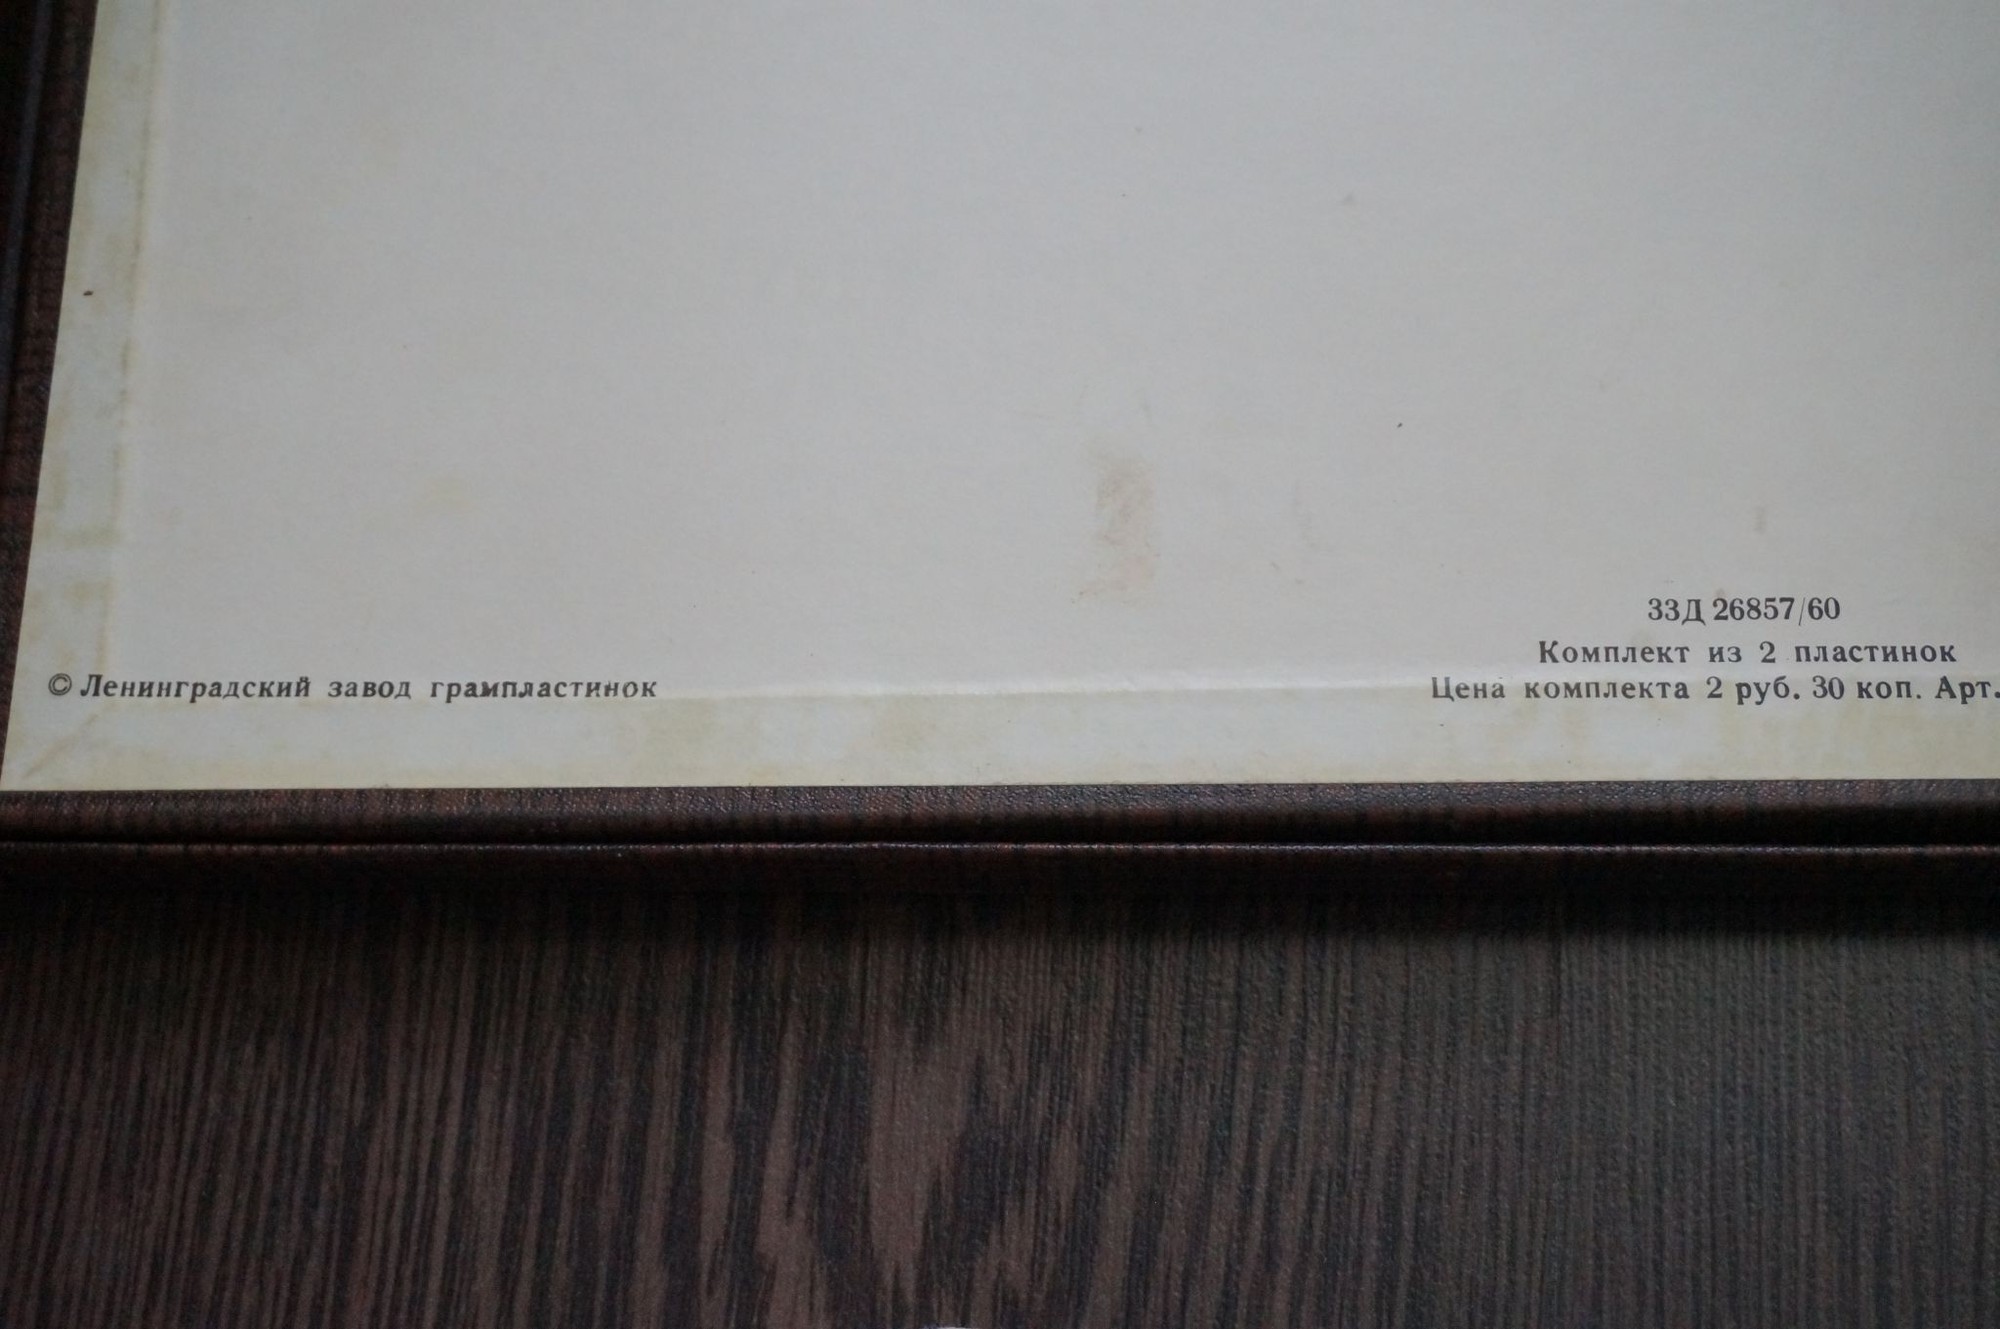 33Д 26857/60
Комплект из 2 пластинок
© Ленинградский завод грампластинок
Цена комплекта 2 руб. 30 коп. Арт.